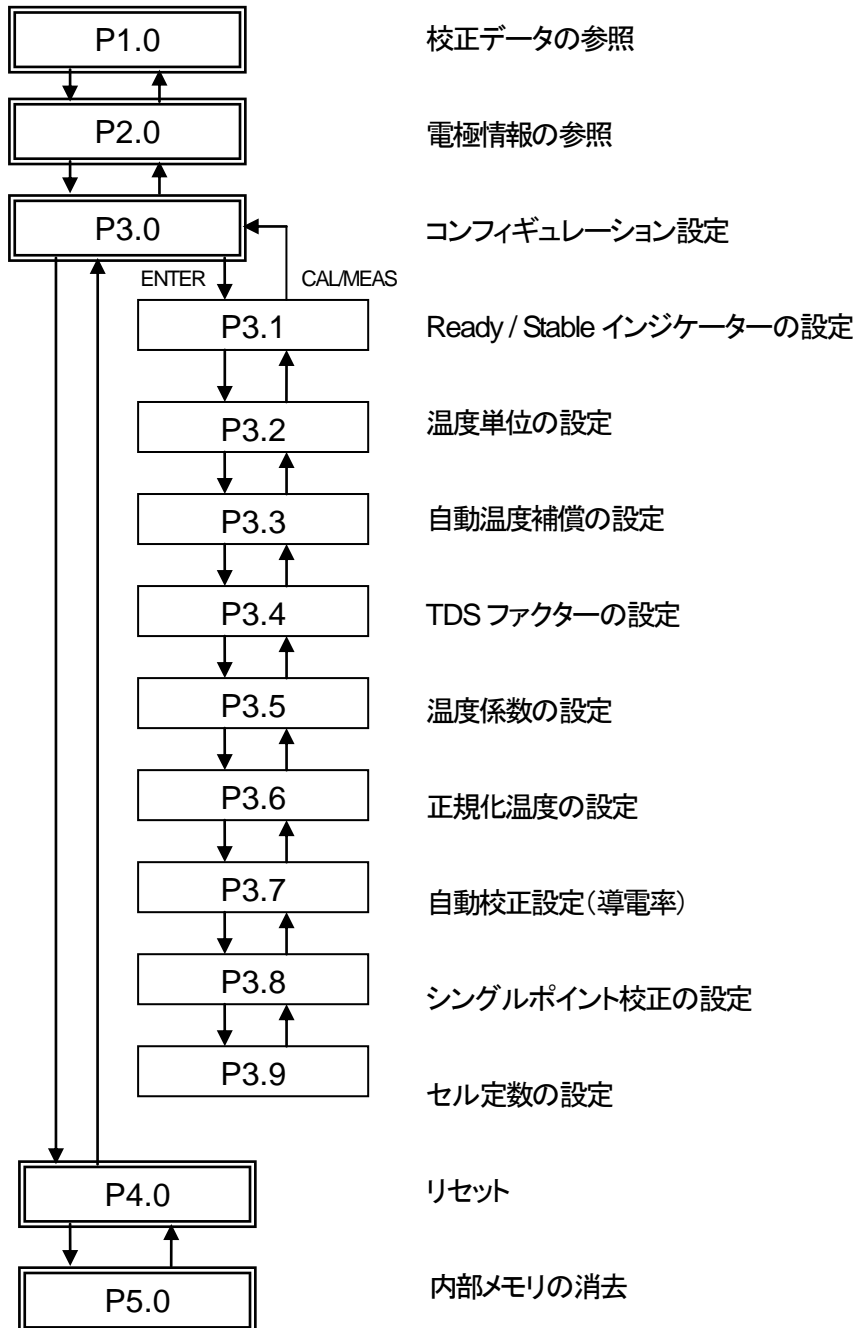 P1.0 校正データの参照
P2.0 電極情報の参照
P3.0 コンフィギュレーション設定
ENTER CAL/MEAS
P3.1 Ready / Stable インジケーターの設定
P3.2 温度単位の設定
P3.3 自動温度補償の設定
P3.4 TDS ファクターの設定
P3.5 温度係数の設定
P3.6 正規化温度の設定
P3.7 自動校正設定(導電率)
P3.8 シングルポイント校正の設定
P3.9 セル定数の設定
P4.0 リセット
P5.0 内部メモリの消去